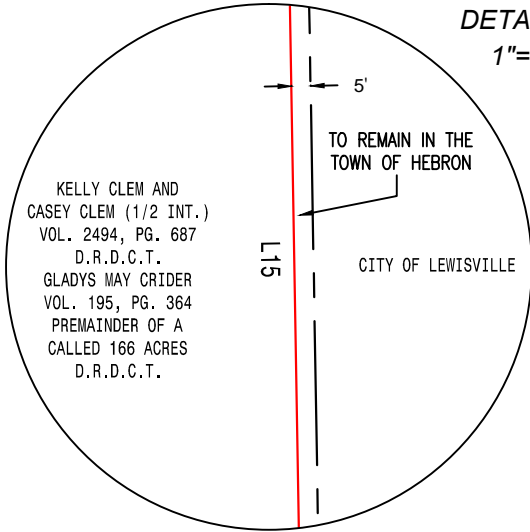 DETA
1"=
5'
TO REMAIN IN THE
TOWN OF HEBRON
KELLY CLEM AND
CASEY CLEM (1/2 INT.)
VOL. 2494, PG. 687
D.R.D.C.T.
GLADYS MAY CRIDER
VOL. 195, PG. 364
PREMAINDER OF A
CALLED 166 ACRES
D.R.D.C.T.
L15
CITY OF LEWISVILLE